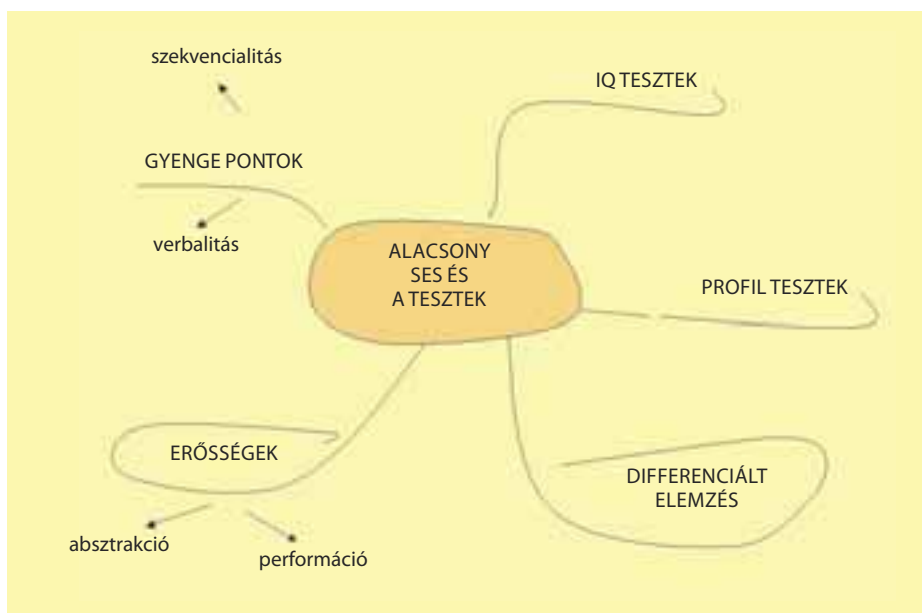 szekvencialitás
IQ TESZTEK
GYENGE PONTOK
verbalitás
ALACSONY
SES ÉS
A TESZTEK
PROFIL TESZTEK
ERŐSSÉGEK
DIFFERENCIÁLT
ELEMZÉS
absztrakció
performáció